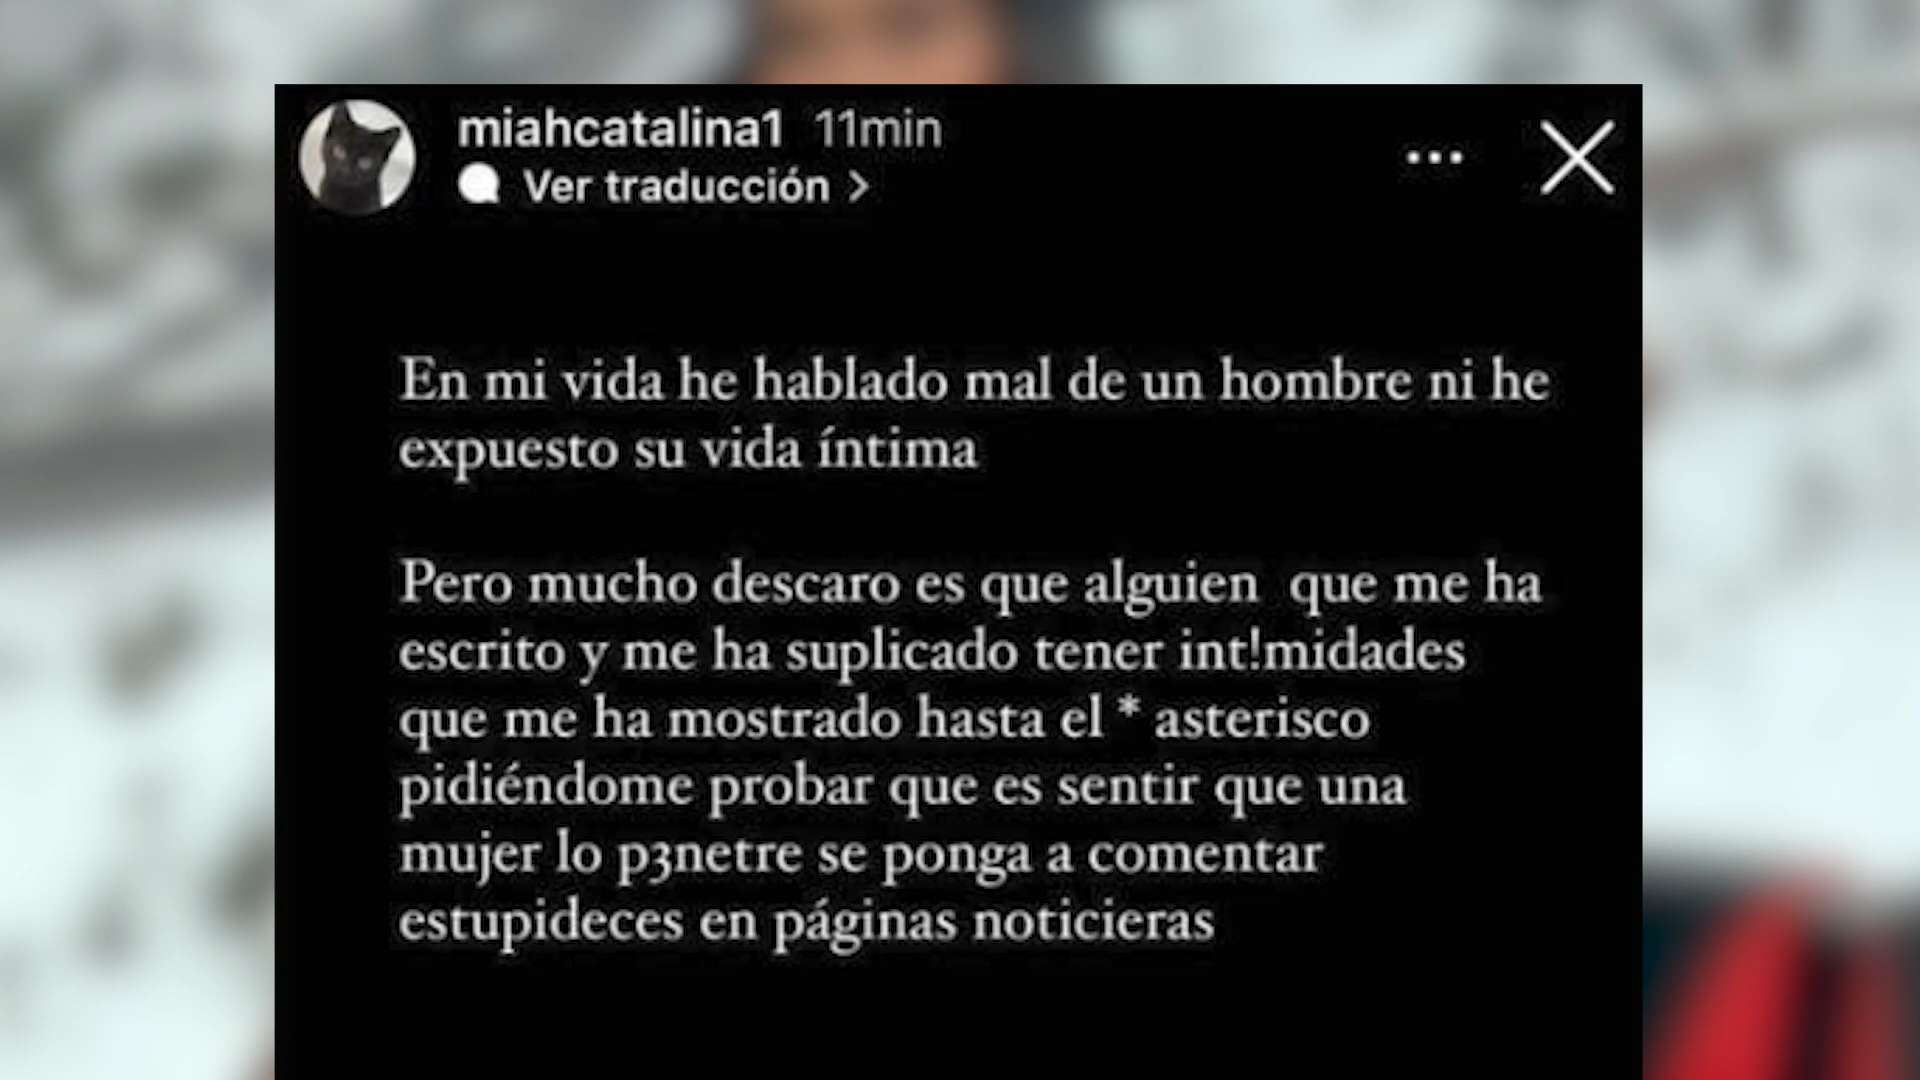 miahcatalina1 11min
Ver traducción >
En mi vida he hablado mal de un hombre ni he
expuesto su vida íntima
Pero mucho descaro es que alguien que me ha
escrito y me ha suplicado tener int!midades
que me ha mostrado hasta el * asterisco
pidiéndome probar que es sentir que una
mujer lo p3netre se ponga a comentar
estupideces en páginas noticieras